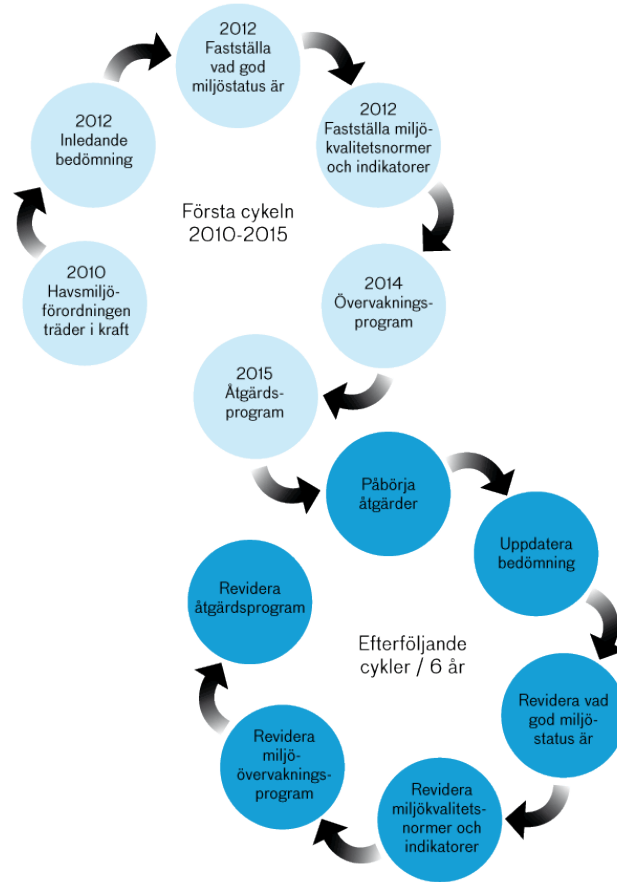 2010
Havsmiljö-
förordningen
träder i kraft
2012
Inledande
bedömning
2012
Fastställa
vad god
miljöstatus är
2012
Fastställa miljö-
kvalitetsnormer
och indikatorer
Första cykeln
2010-2015
2014
Övervaknings-
program
2015
Åtgärds-
program
Påbörja
åtgärder
Uppdatera
bedömning
Revidera vad
god miljö-
status är
Revidera
miljökvalitets-
normer och
indikatorer
Revidera
miljö-
övervaknings-
program
Revidera
åtgärdsprogram
Efterföljande
cykler / 6 år